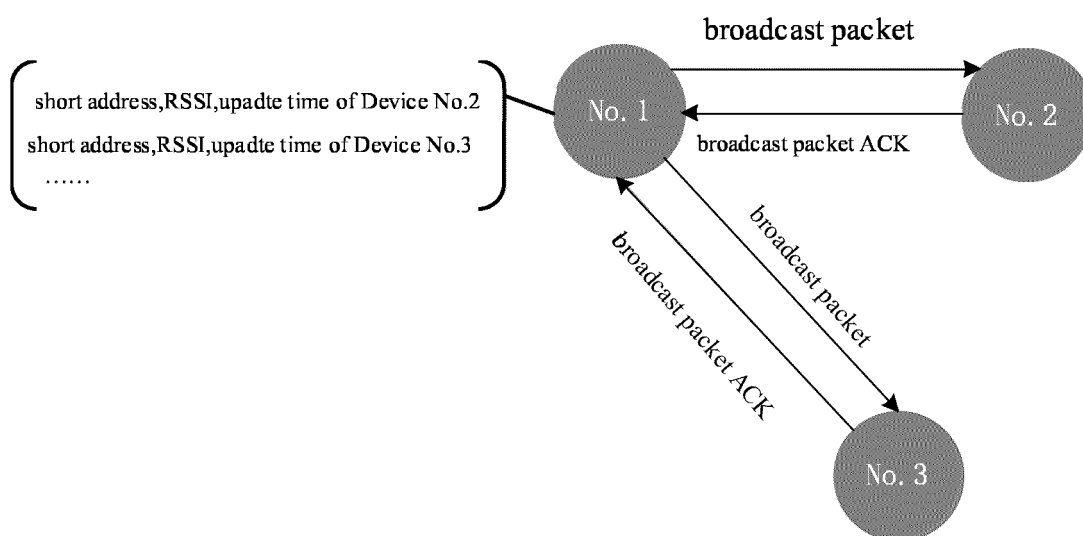 broadcast packet
short address,RSSI,upadte time of Device No.2
No. 1
No. 2
short address,RSSI,upadte time of Device No.3
broadcast packet ACK
......
broadcast packet
broadcast packet ACK
No. 3